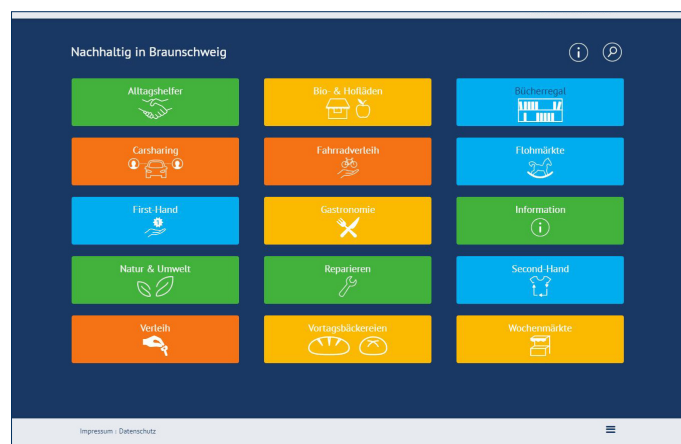 Nachhaltig in Braunschweig
Alltagshelfer
Bio- & Hofläden
Bücherregal
Carsharing
Fahrradverleih
Flohmärkte
First-Hand
Gastronomie
Information
Natur & Umwelt
Reparieren
Second-Hand
Verleih
Vortagsbäckereien
Wochenmärkte
Impressum | Datenschutz